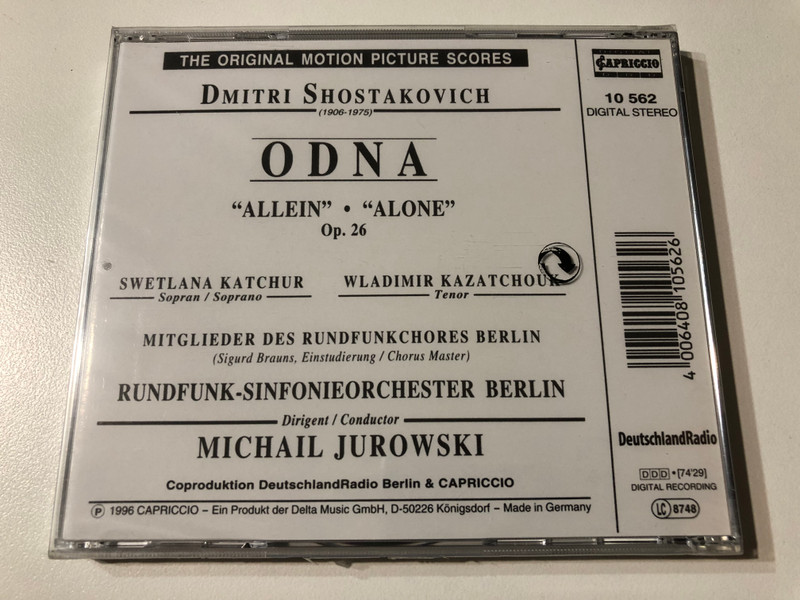 THE ORIGINAL MOTION PICTURE SCORES
DMITRI SHOSTAKOVICH
(1906-1975)
ODNA
“ALLEIN” • “ALONE”
Op. 26
SWETLANA KATCHUR
Sopran / Soprano
WLADIMIR KAZATCHOUK
Tenor
MITGLIEDER DES RUNDFUNKCHORES BERLIN
(Sigurd Brauns, Einstudierung / Chorus Master)
RUNDFUNK-SINFONIEORCHESTER BERLIN
Dirigent / Conductor
MICHAIL JUROWSKI
Coproduktion DeutschlandRadio Berlin & CAPRICCIO
Ⓟ 1996 CAPRICCIO – Ein Produkt der Delta Music GmbH, D-50226 Königsdorf – Made in Germany
CAPRICCIO
10 562
DIGITAL STEREO
4 006408 105626
DeutschlandRadio
DDD • [74'29]
DIGITAL RECORDING
LC 8748